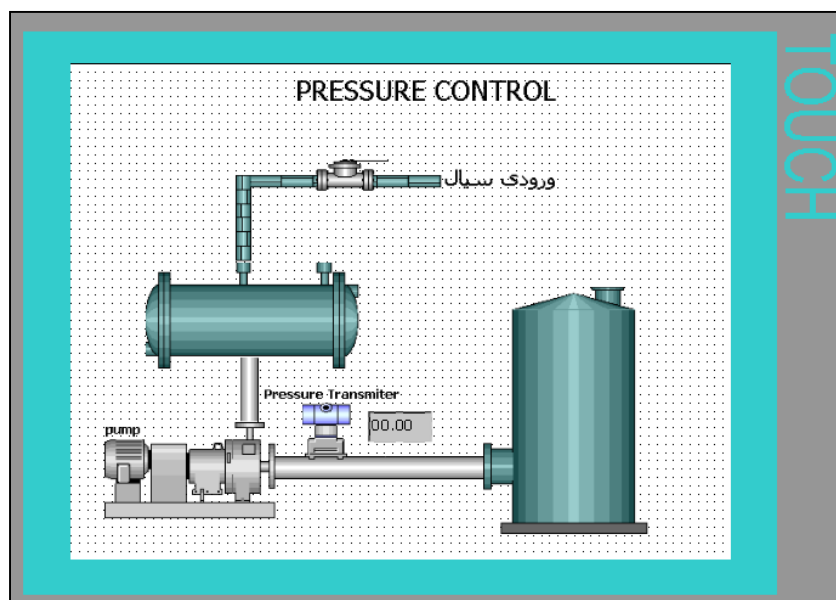 PRESSURE CONTROL
TOUCH
ورودی سیال
Pressure Transmiter
00.00
pump